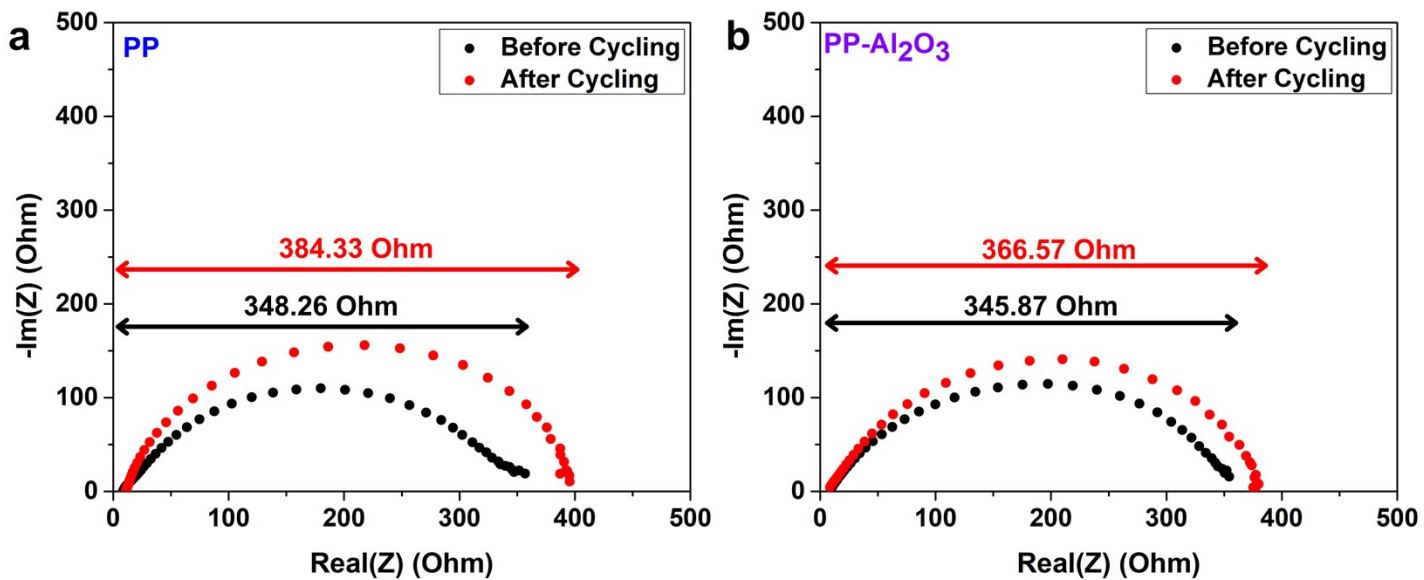 a
PP
Before Cycling
After Cycling
500
400
300
200
100
0
-Im(Z) (Ohm)
384.33 Ohm
348.26 Ohm
0 100 200 300 400 500
Real(Z) (Ohm)
b
PP-Al₂O₃
Before Cycling
After Cycling
500
400
300
200
100
0
-Im(Z) (Ohm)
366.57 Ohm
345.87 Ohm
0 100 200 300 400 500
Real(Z) (Ohm)